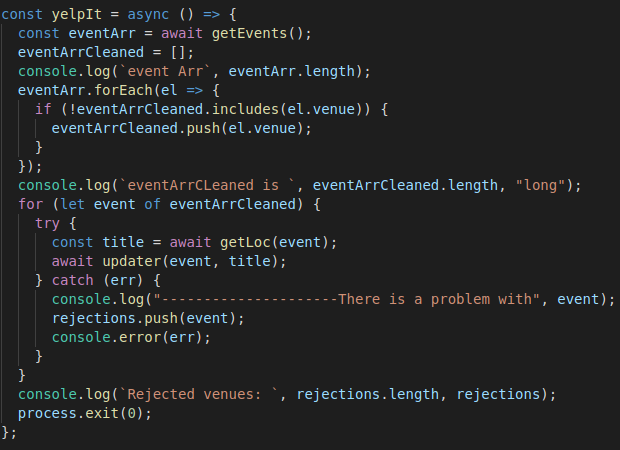 const yelpIt = async () => {
  const eventArr = await getEvents();
  eventArrCleaned = [];
  console.log(`event Arr`, eventArr.length);
  eventArr.forEach(el => {
    if (!eventArrCleaned.includes(el.venue)) {
      eventArrCleaned.push(el.venue);
    }
  });
  console.log(`eventArrCLeaned is `, eventArrCleaned.length, "long");
  for (let event of eventArrCleaned) {
    try {
      const title = await getLoc(event);
      await updater(event, title);
    } catch (err) {
      console.log("---------------------There is a problem with", event);
      rejections.push(event);
      console.error(err);
    }
  }
  console.log(`Rejected venues: `, rejections.length, rejections);
  process.exit(0);
};